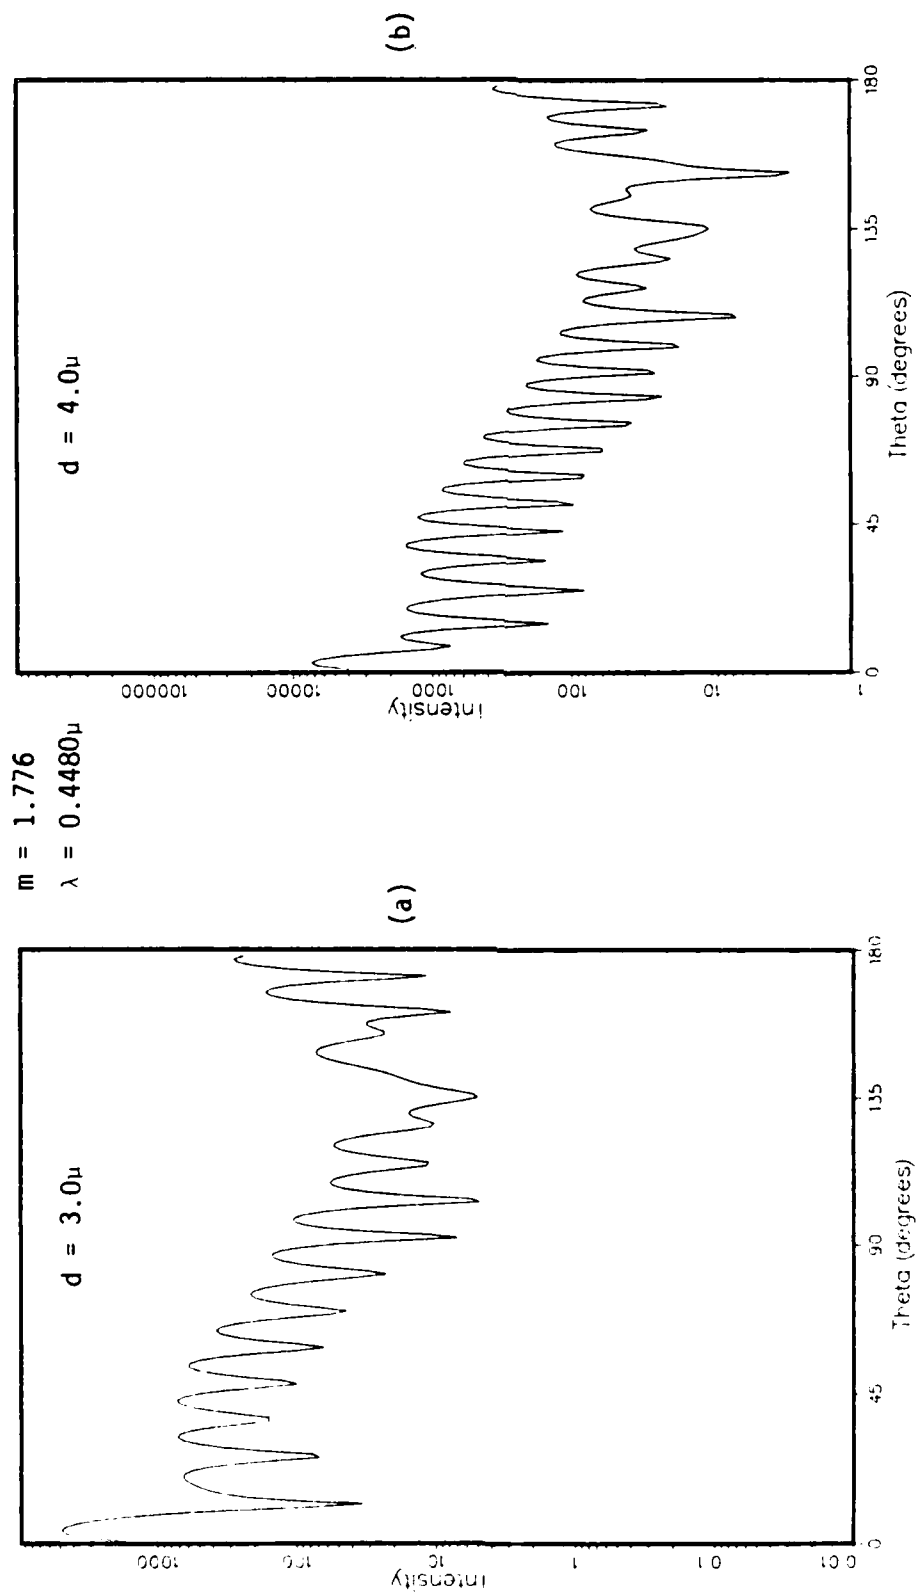 m = 1.776
λ = 0.4480µ
d = 3.0µ
Intensity
1000
100
10
1
0.1
0.01
0
45
90
135
180
Theta (degrees)
(a)
d = 4.0µ
Intensity
100000
10000
1000
100
10
1
0
45
90
135
180
Theta (degrees)
(b)